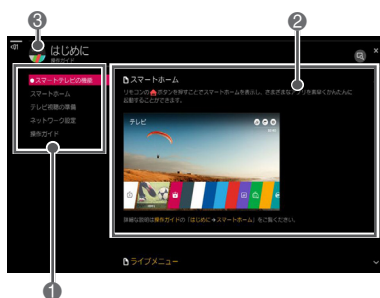 3
2
はじめに
操作ガイド
●スマートテレビの機能
スマートホーム
テレビ視聴の準備
ネットワーク設定
操作ガイド
スマートホーム
リモコンの ボタンを押すことでスマートホームを表示し、さまざまなアプリを素早くかんたんに
起動することができます。
テレビ
詳細な説明は操作ガイドの「はじめに➔スマートホーム」をご覧ください。
ライブメニュー
1